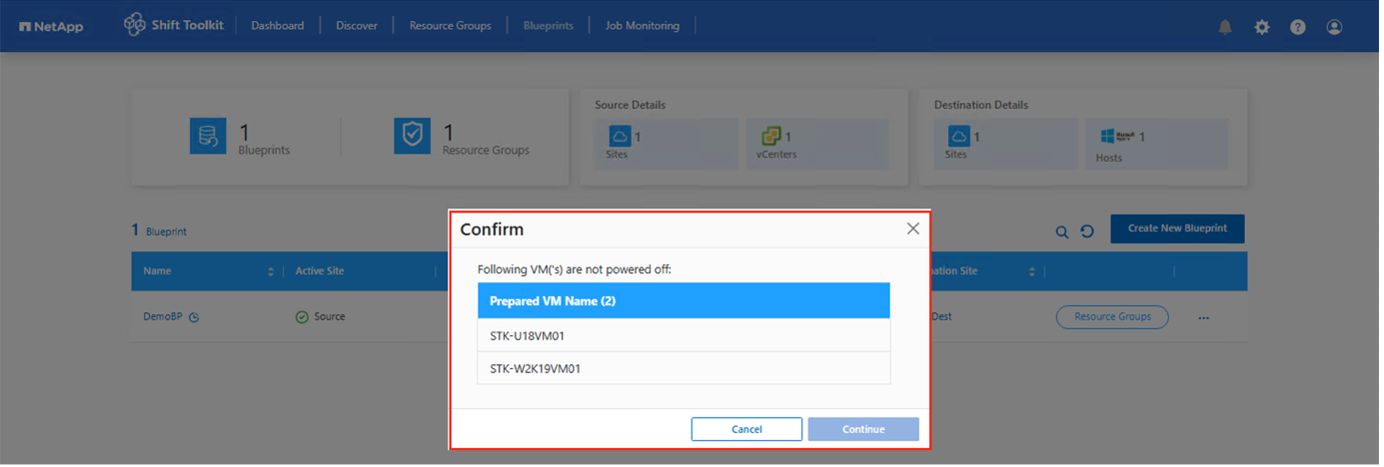 NetApp Shift Toolkit Dashboard Discover Resource Groups Blueprints Job Monitoring
1 Blueprints
1 Resource Groups
Source Details
1 Sites
1 vCenters
Destination Details
1 Sites
1 Hosts
1 Blueprint
Create New Blueprint
Name Active Site ation Site
DemoBP Source Dest Resource Groups ...
Confirm
Following VM('s) are not powered off:
Prepared VM Name (2)
STK-U18VM01
STK-W2K19VM01
Cancel Continue